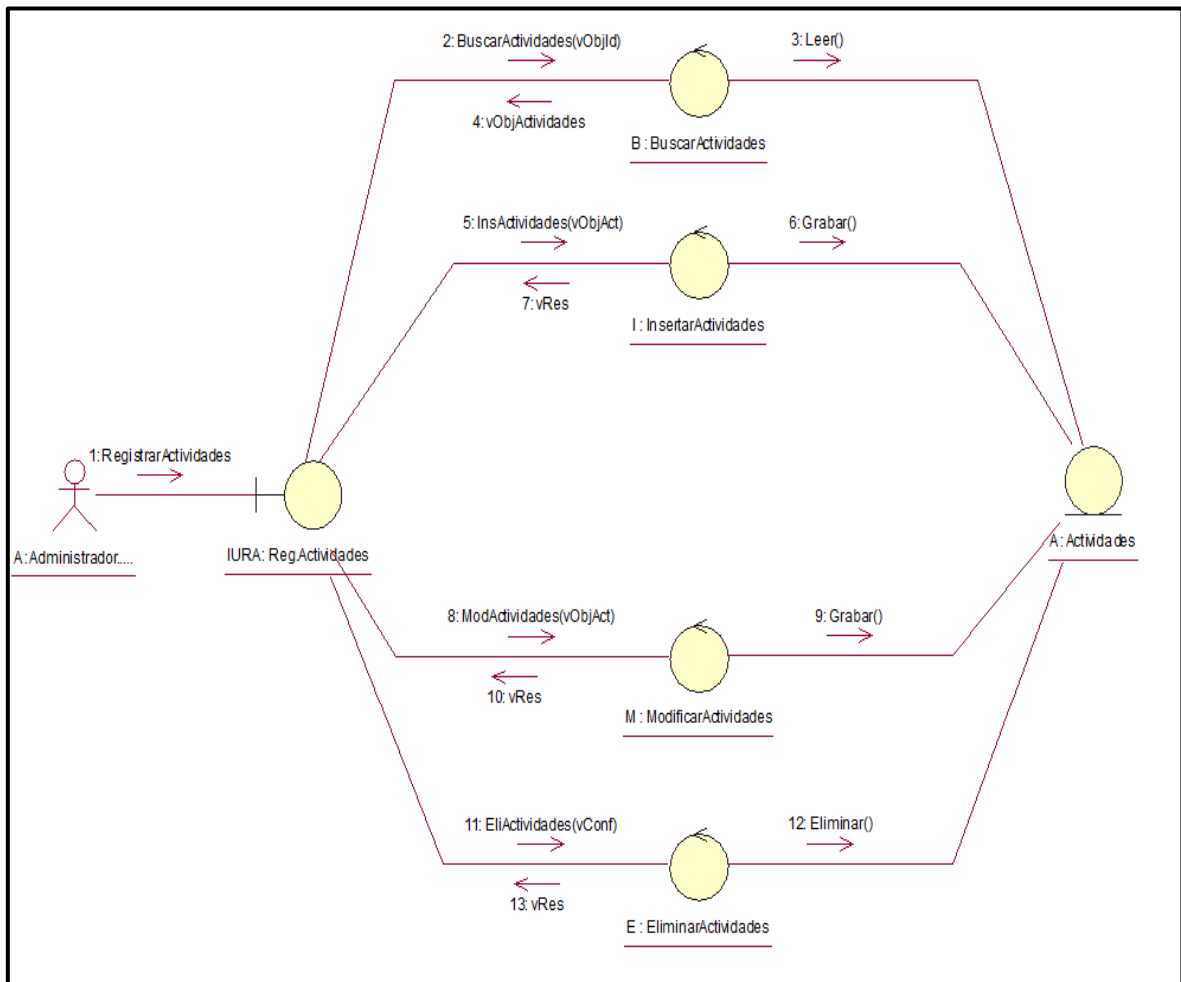 2: BuscarActividades(vObjId)
3: Leer()
4: vObjActividades
B : BuscarActividades
5: InsActividades(vObjAct)
6: Grabar()
7: vRes
I : InsertarActividades
1:RegistrarActividades
A: Administrador.....
IURA: Reg.Actividades
A: Actividades
8: ModActividades(vObjAct)
9: Grabar()
10: vRes
M : ModificarActividades
11: EliActividades(vConf)
12: Eliminar()
13: vRes
E : EliminarActividades